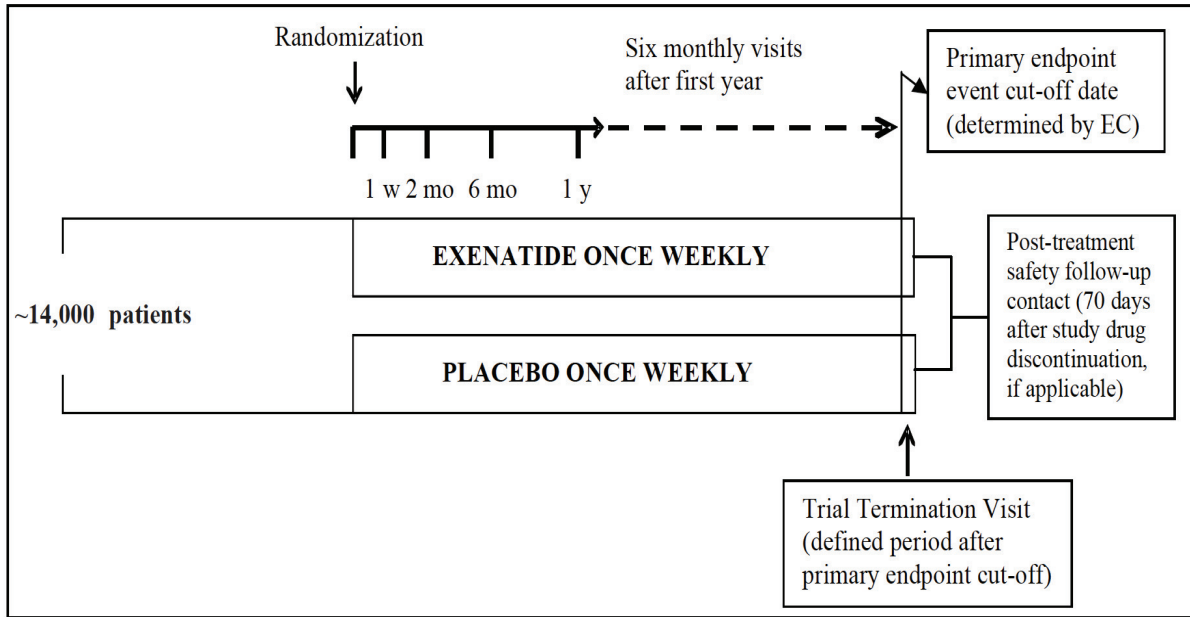 Randomization
Six monthly visits
after first year
Primary endpoint
event cut-off date
(determined by EC)
1 w 2 mo 6 mo 1 y
EXENATIDE ONCE WEEKLY
~14,000 patients
PLACEBO ONCE WEEKLY
Post-treatment
safety follow-up
contact (70 days
after study drug
discontinuation,
if applicable)
Trial Termination Visit
(defined period after
primary endpoint cut-off)